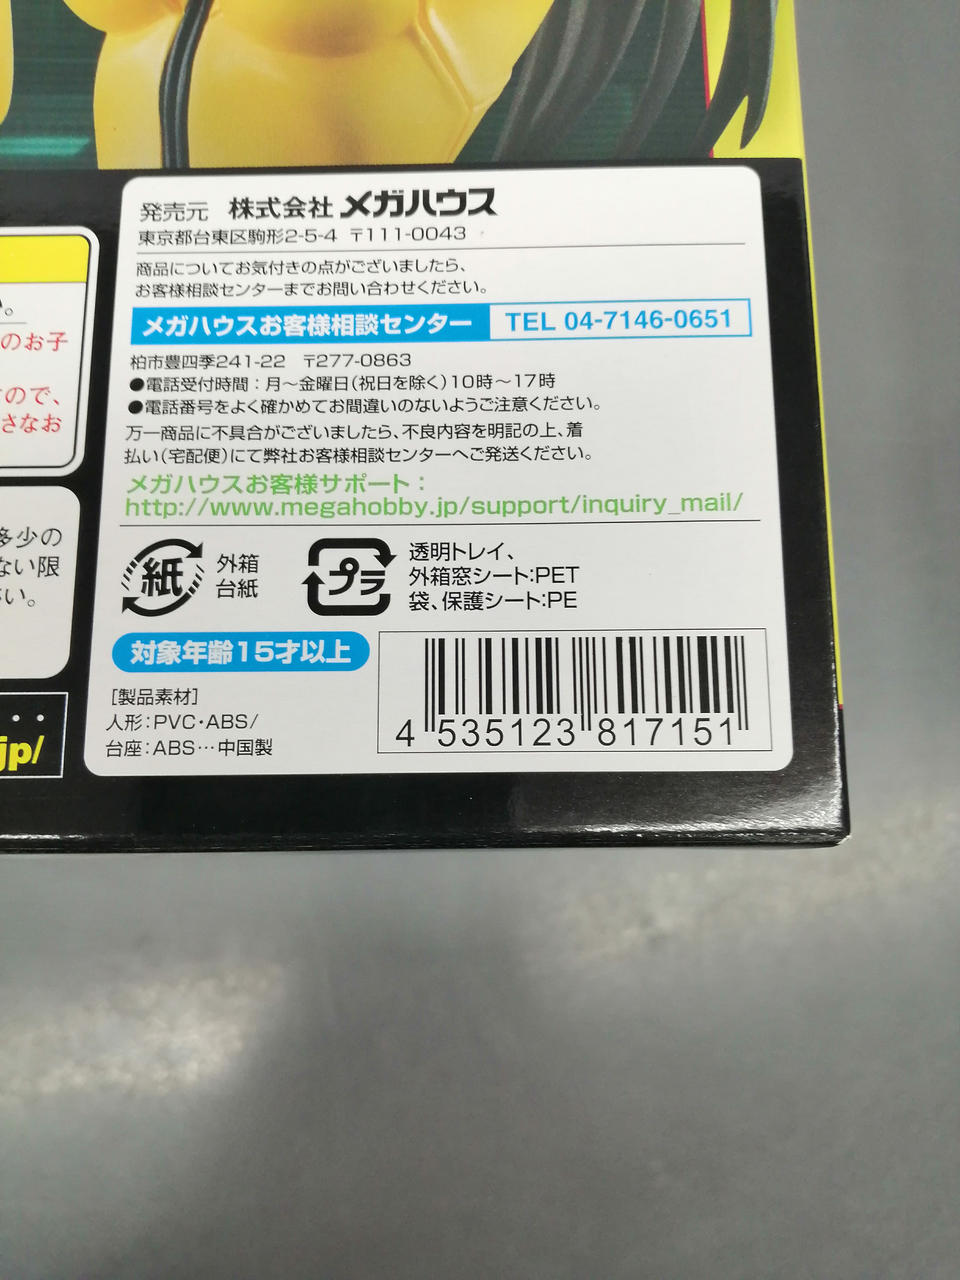 発売元 株式会社 メガハウス
東京都台東区駒形2-5-4 〒111-0043
商品についてお気付きの点がございましたら、
お客様相談センターまでお問い合わせください。
メガハウスお客様相談センター TEL 04-7146-0651
柏市豊四季241-22 〒277-0863
●電話受付時間：月～金曜日(祝日を除く)10時～17時
●電話番号をよく確かめてお間違いのないようご注意ください。
万一商品に不具合がございましたら、不良内容を明記の上、着
払い(宅配便)にて弊社お客様相談センターへご発送ください。
メガハウスお客様サポート：
http://www.megahobby.jp/support/inquiry_mail/
紙 外箱
台紙
プラ 透明トレイ、
外箱窓シート:PET
袋、保護シート:PE
対象年齢15才以上
[製品素材]
人形:PVC・ABS/
台座:ABS…中国製
4 535123 817151
い。
のお子
ので、
さなお
多少の
ない限
さい。
jp/